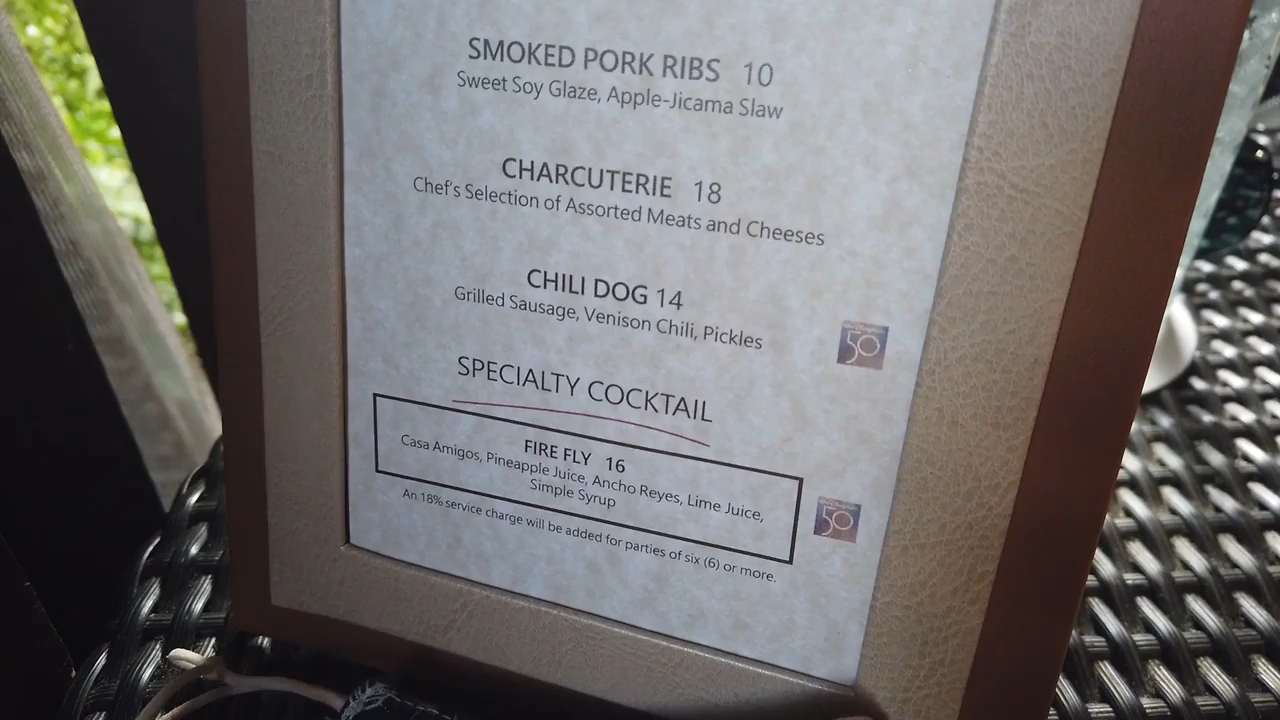 SMOKED PORK RIBS 10
Sweet Soy Glaze, Apple-Jicama Slaw
CHARCUTERIE 18
Chef's Selection of Assorted Meats and Cheeses
CHILI DOG 14
Grilled Sausage, Venison Chili, Pickles
50
SPECIALTY COCKTAIL
FIRE FLY 16
Casa Amigos, Pineapple Juice, Ancho Reyes, Lime Juice,
Simple Syrup
50
An 18% service charge will be added for parties of six (6) or more.